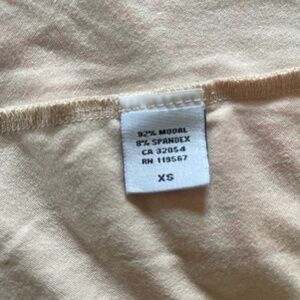 92% MODAL
8% SPANDEX
CA 32054
RN 119567
XS